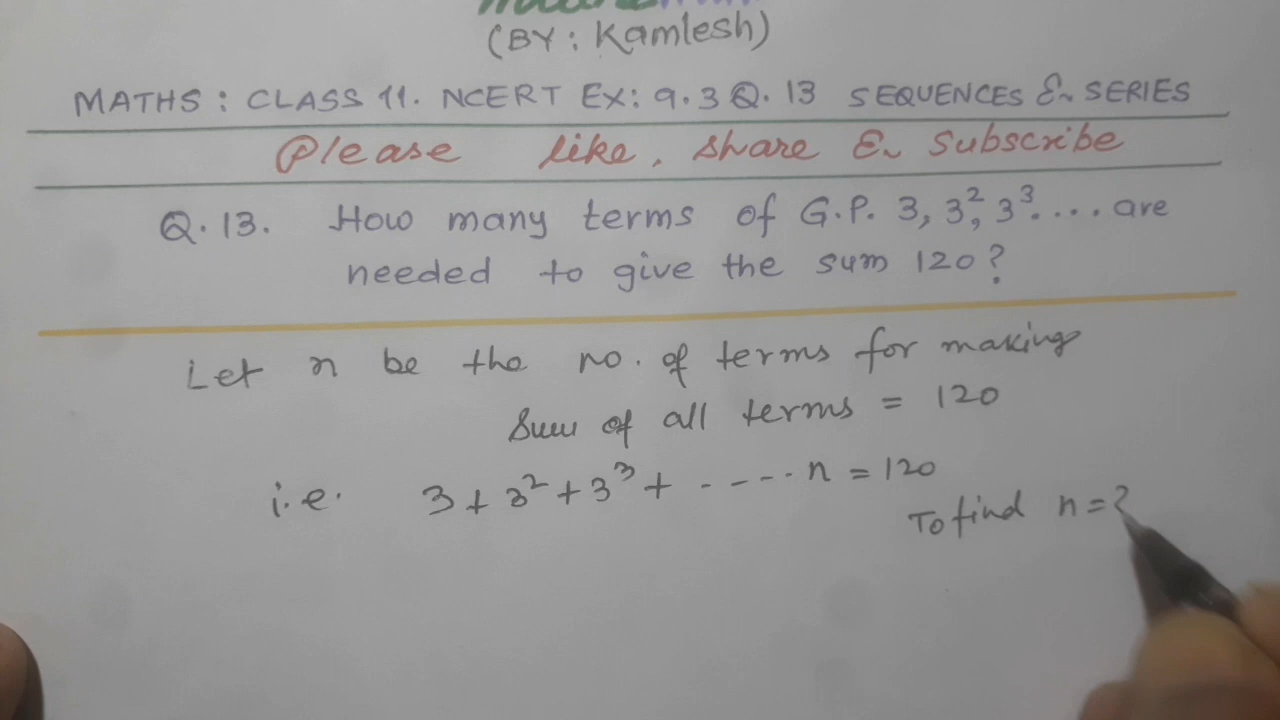 (BY: Kamlesh)
MATHS: CLASS 11. NCERT EX: 9.3 Q. 13 SEQUENCES & SERIES
Please like, share & Subscribe
Q. 13. How many terms of G.P. 3, 3², 3³.... are
needed to give the sum 120?
Let n be the no. of terms for making
Sum of all terms = 120
i.e. 3 + 3² + 3³ + ----- n = 120
To find n = ?